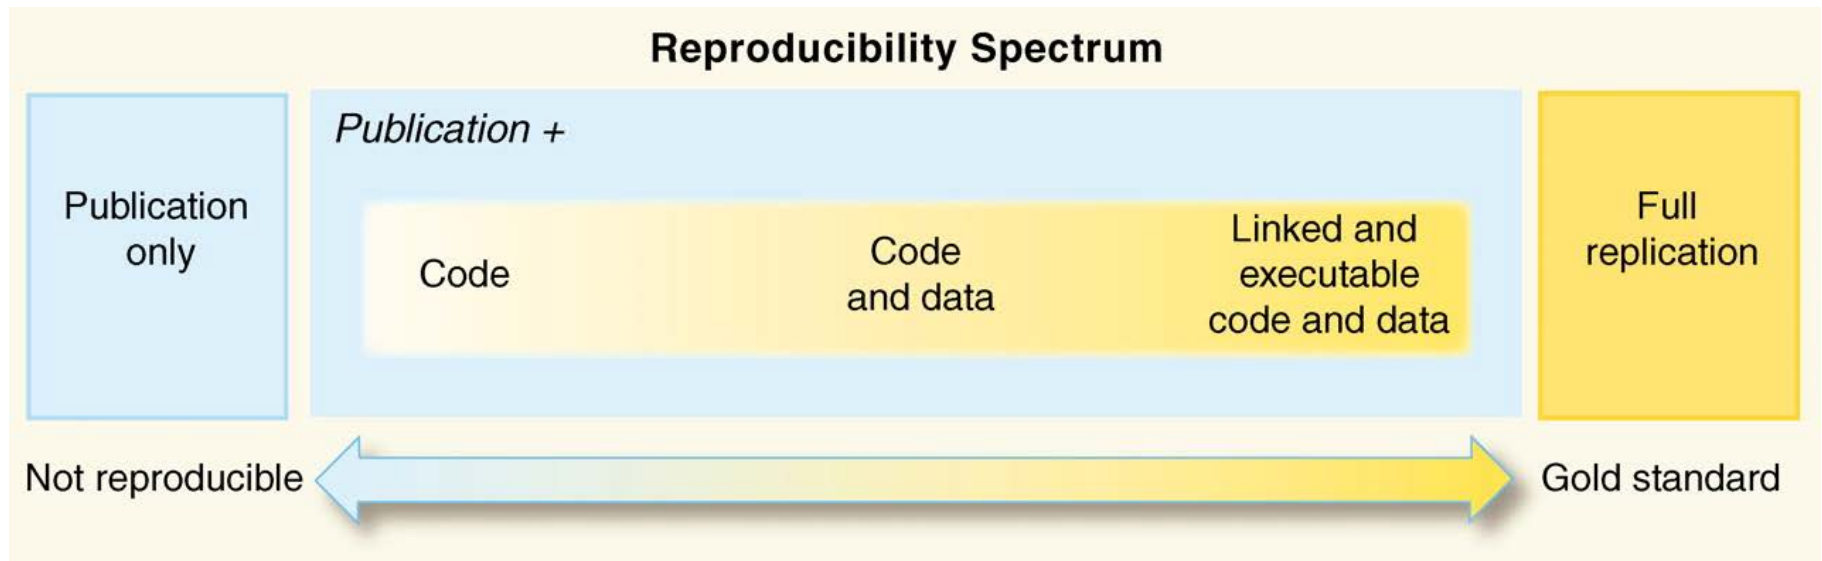 Reproducibility Spectrum
Publication
only
Publication +
Code
Code
and data
Linked and
executable
code and data
Full
replication
Not reproducible
Gold standard